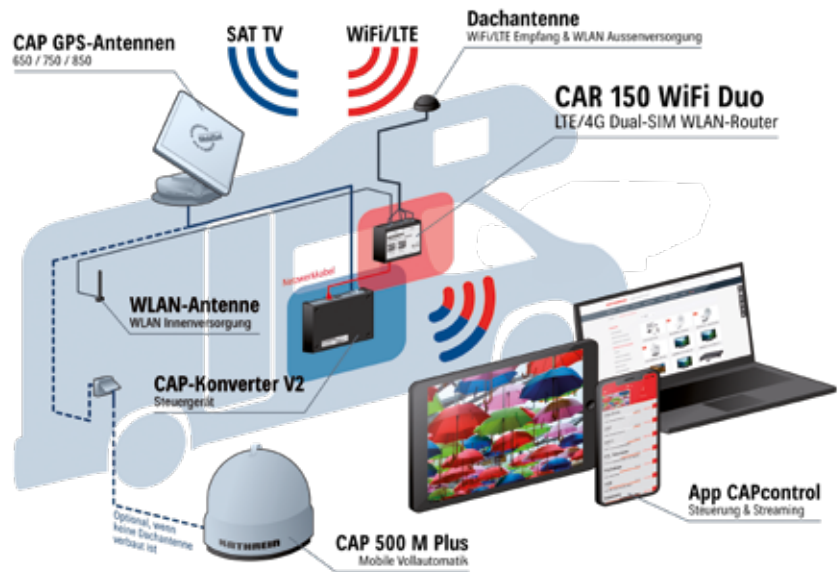 CAP GPS-Antennen
650 / 750 / 850
SAT TV
WiFi/LTE
Dachantenne
WiFi/LTE Empfang & WLAN Aussenversorgung
CAR 150 WiFi Duo
LTE/4G Dual-SIM WLAN-Router
NetzwerkKabel
WLAN-Antenne
WLAN Innenversorgung
CAP-Konverter V2
Steuergerät
Optional, wenn
keine Dachantenne
verbaut ist
KATHREIN
CAP 500 M Plus
Mobile Vollautomatik
App CAPcontrol
Steuerung & Streaming